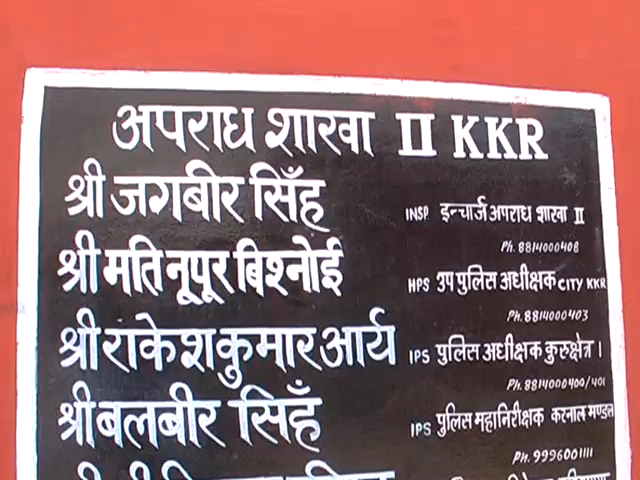 अपराध शाखा II KKR
श्री जगबीर सिँह INSP इन्चार्ज अपराध शाखा II
Ph. 8814000408
श्री मति नूपूर बिश्नोई HPS उप पुलिस अधीक्षक CITY KKR
Ph. 8814000403
श्री राकेश कुमार आर्य IPS पुलिस अधीक्षक कुरुक्षेत्र ।
Ph. 8814000400/401
श्री बलबीर सिँह IPS पुलिस महानिरीक्षक करनाल मण्डल
Ph. 9996001111